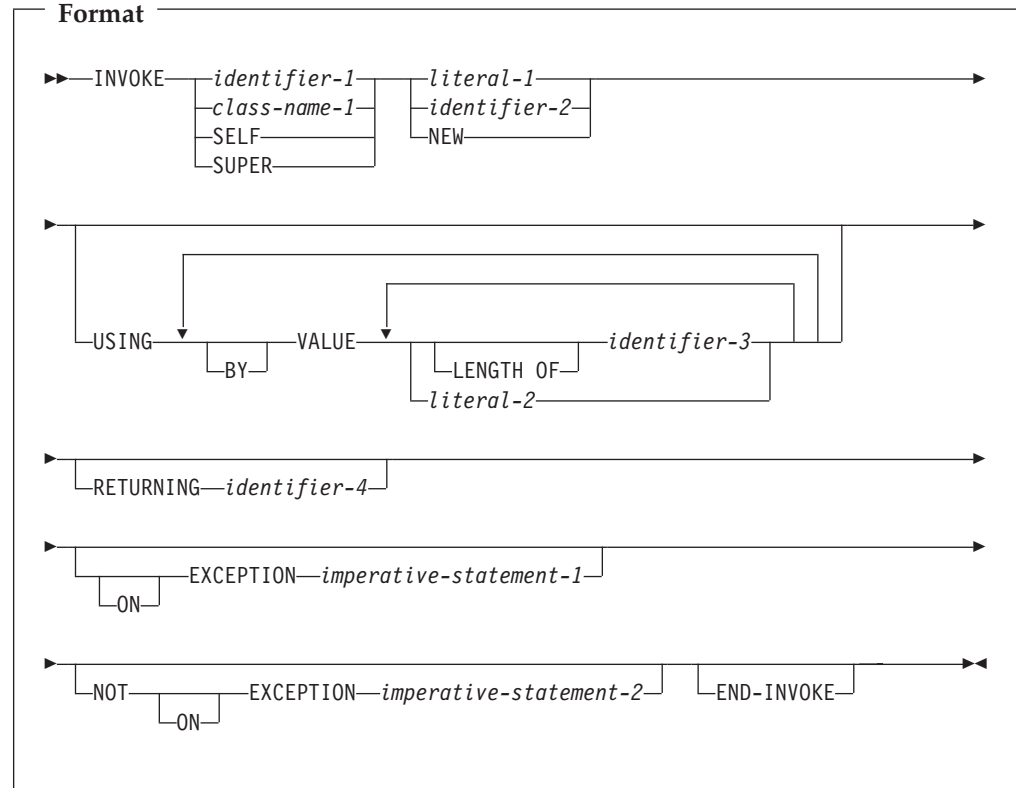 Format
INVOKE identifier-1 literal-1
class-name-1 identifier-2
SELF NEW
SUPER
USING VALUE identifier-3
BY LENGTH OF
literal-2
RETURNING identifier-4
EXCEPTION imperative-statement-1
ON
NOT EXCEPTION imperative-statement-2 END-INVOKE
ON